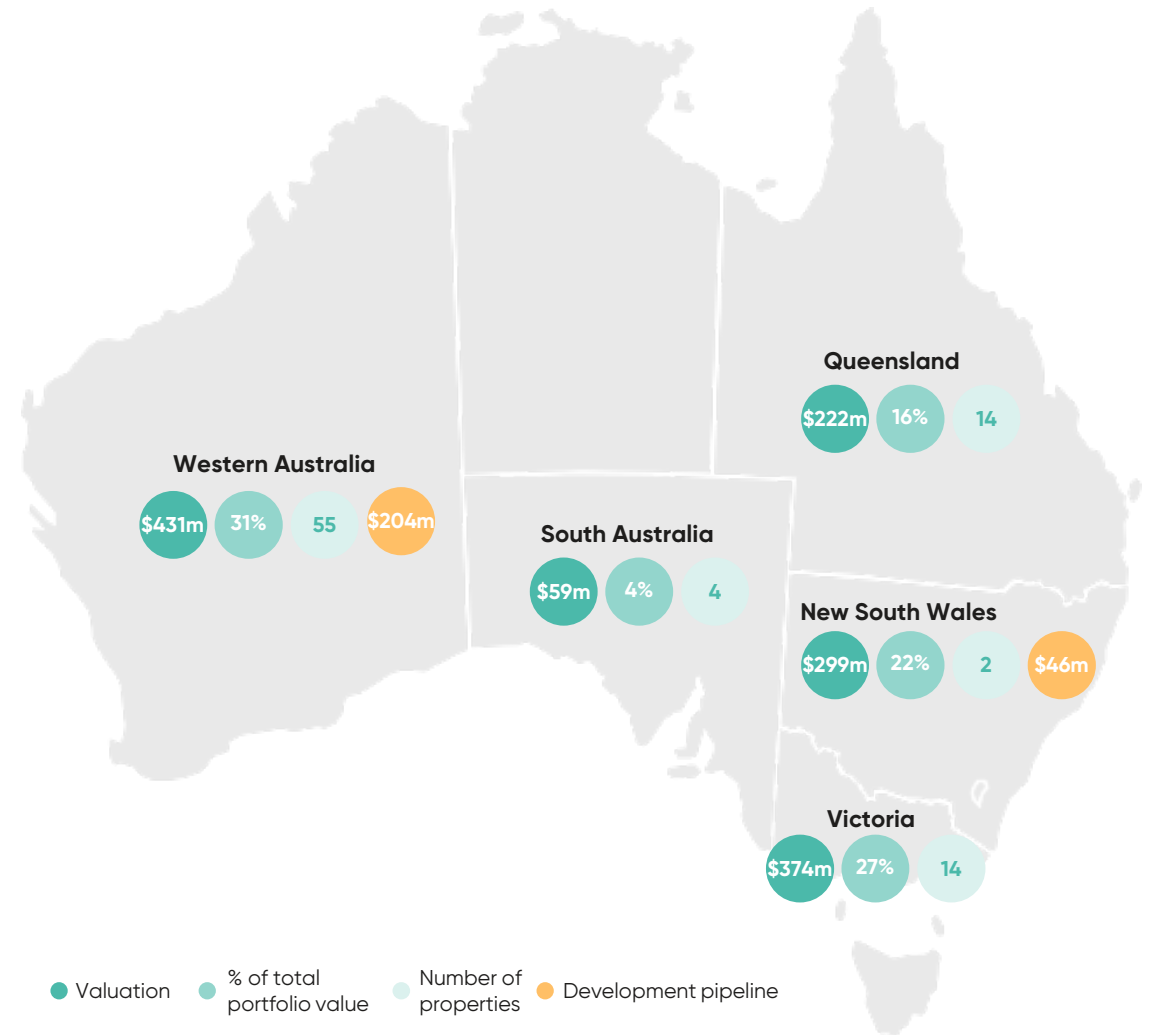 Queensland
$222m 16% 14
Western Australia
$431m 31% 55 $204m
South Australia
$59m 4% 4
New South Wales
$299m 22% 2 $46m
Victoria
$374m 27% 14
Valuation
% of total
portfolio value
Number of
properties
Development pipeline